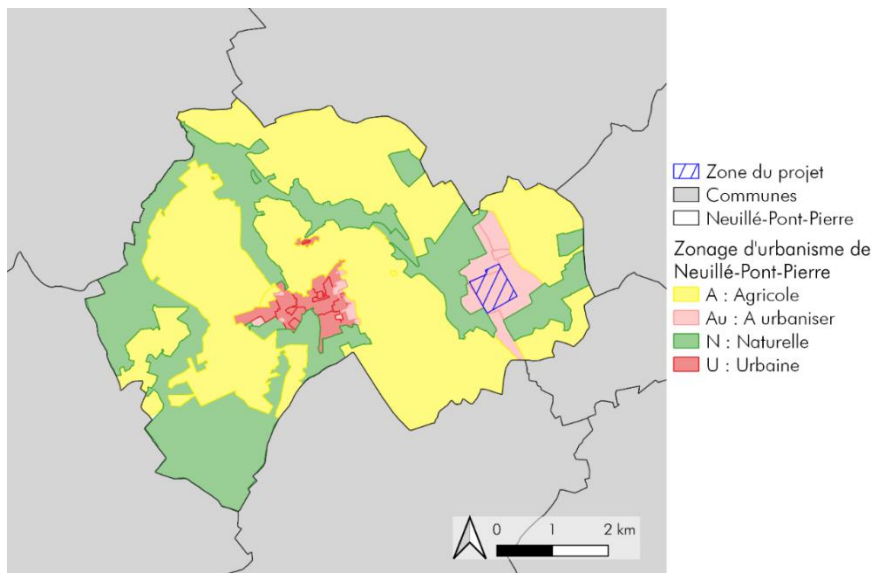 Zone du projet
Communes
Neuillé-Pont-Pierre
Zonage d'urbanisme de
Neuillé-Pont-Pierre
A : Agricole
Au : A urbaniser
N : Naturelle
U : Urbaine
0 1 2 km